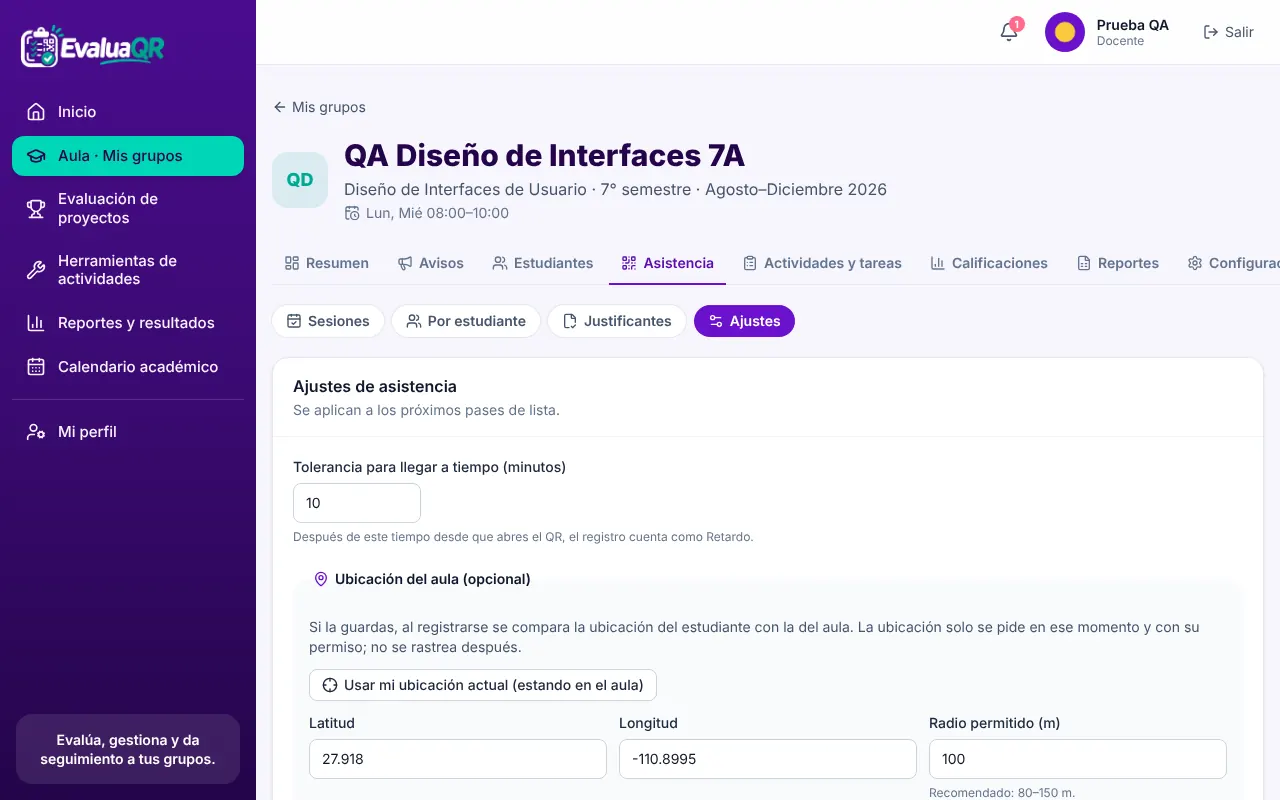 EvaluaQR
Inicio
Aula · Mis grupos
Evaluación de
proyectos
Herramientas de
actividades
Reportes y resultados
Calendario académico
Mi perfil
Evalúa, gestiona y da
seguimiento a tus grupos.
1
Prueba QA
Docente
Salir
Mis grupos
QD
QA Diseño de Interfaces 7A
Diseño de Interfaces de Usuario · 7° semestre · Agosto–Diciembre 2026
Lun, Mié 08:00–10:00
Resumen Avisos Estudiantes Asistencia Actividades y tareas Calificaciones Reportes Configurac
Sesiones Por estudiante Justificantes Ajustes
Ajustes de asistencia
Se aplican a los próximos pases de lista.
Tolerancia para llegar a tiempo (minutos)
10
Después de este tiempo desde que abres el QR, el registro cuenta como Retardo.
Ubicación del aula (opcional)
Si la guardas, al registrarse se compara la ubicación del estudiante con la del aula. La ubicación solo se pide en ese momento y con su
permiso; no se rastrea después.
Usar mi ubicación actual (estando en el aula)
Latitud Longitud Radio permitido (m)
27.918 -110.8995 100
Recomendado: 80–150 m.